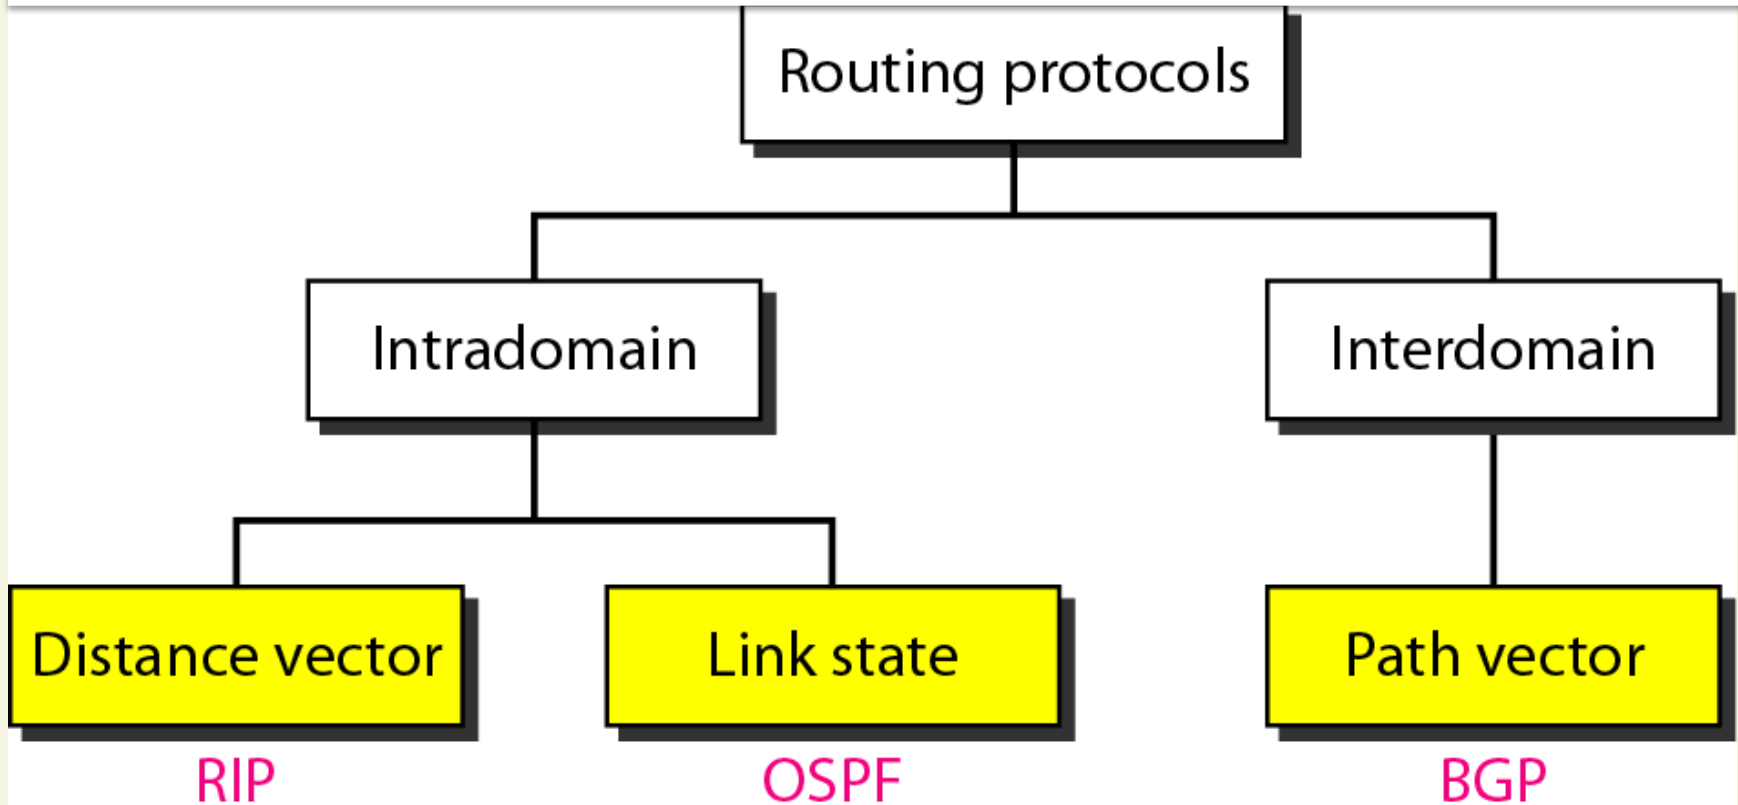 Routing protocols
Intradomain
Interdomain
Distance vector
Link state
Path vector
RIP
OSPF
BGP